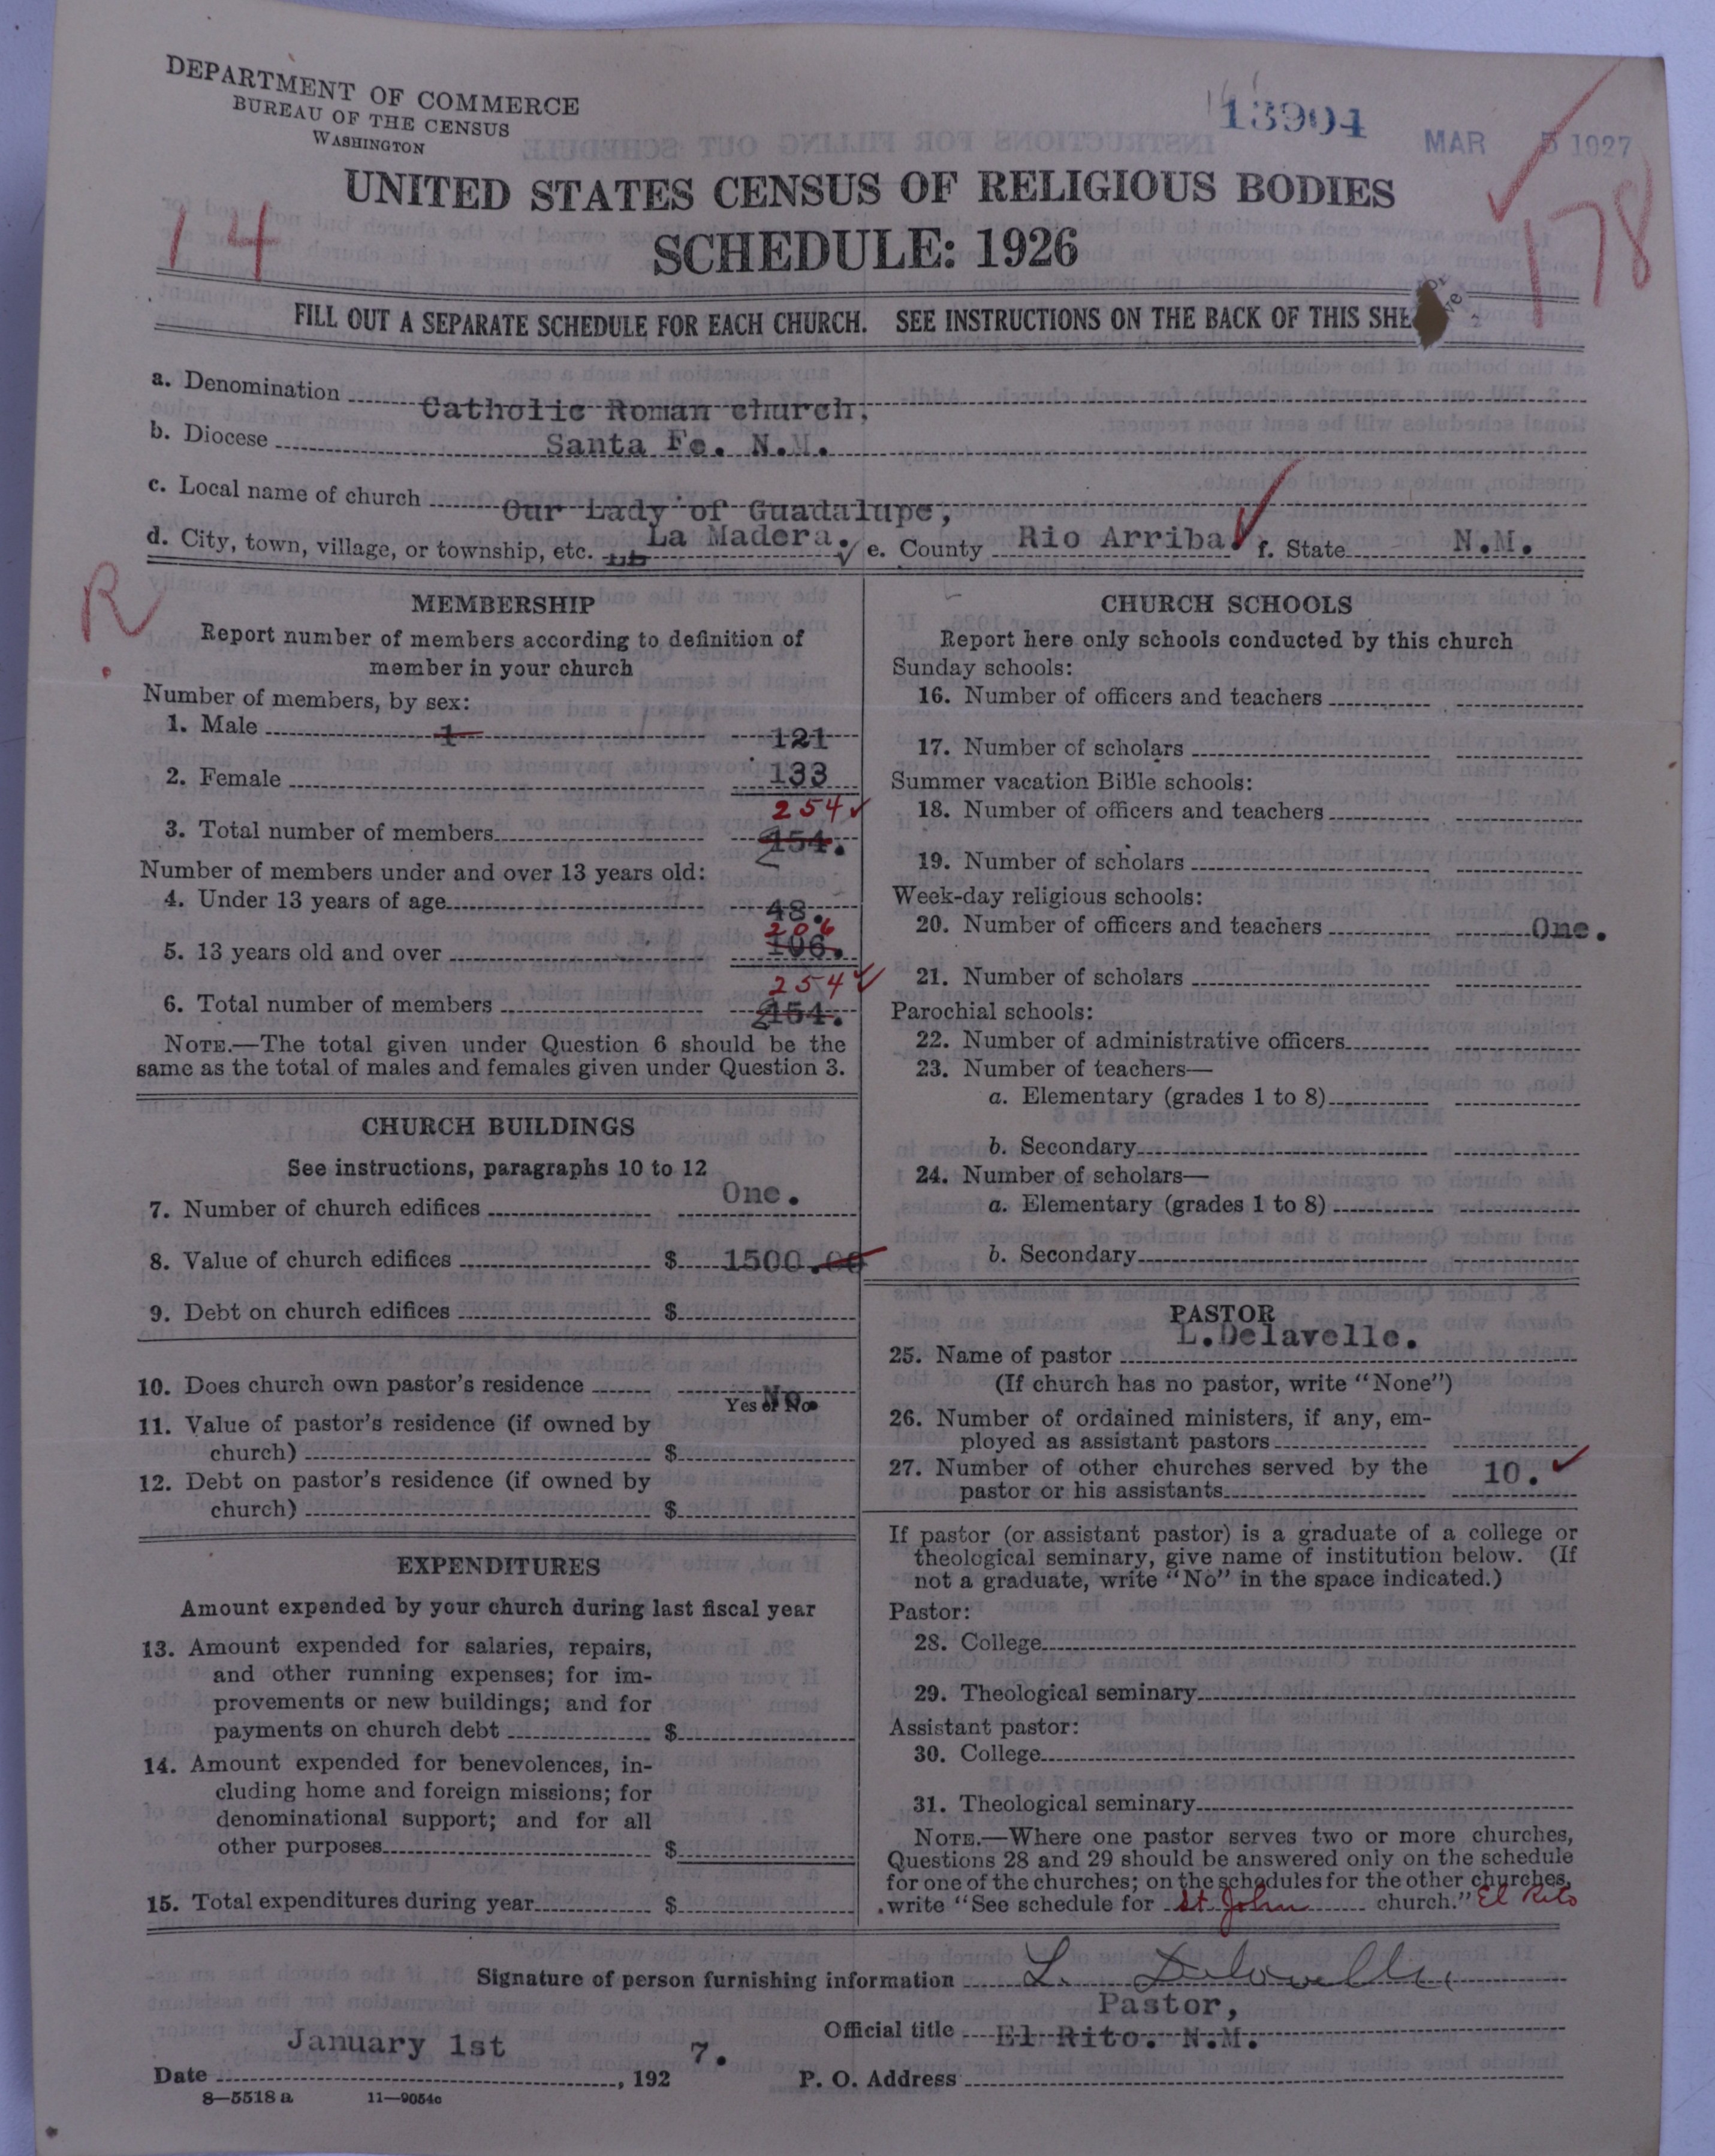 DEPARTMENT OF COMMERCE
BUREAU OF THE CENSUS
WASHINGTON
13904
MAR 5 1927
UNITED STATES CENSUS OF RELIGIOUS BODIES
SCHEDULE: 1926
14
178
FILL OUT A SEPARATE SCHEDULE FOR EACH CHURCH. SEE INSTRUCTIONS ON THE BACK OF THIS SHE
a. Denomination Catholic Roman church,
b. Diocese Santa Fe. N.M.
c. Local name of church Our Lady of Guadalupe,
d. City, town, village, or township, etc. La Madera. e. County Rio Arriba. f. State N.M.
R
MEMBERSHIP
Report number of members according to definition of
member in your church
Number of members, by sex:
1. Male 1 121
2. Female 133
254
3. Total number of members 154.
Number of members under and over 13 years old:
4. Under 13 years of age 48.
206
5. 13 years old and over 106.
254
6. Total number of members 154.
NOTE.—The total given under Question 6 should be the
same as the total of males and females given under Question 3.
CHURCH BUILDINGS
See instructions, paragraphs 10 to 12
7. Number of church edifices One.
8. Value of church edifices $ 1500.00
9. Debt on church edifices $
10. Does church own pastor's residence No.
Yes or No
11. Value of pastor's residence (if owned by
church) $
12. Debt on pastor's residence (if owned by
church) $
EXPENDITURES
Amount expended by your church during last fiscal year
13. Amount expended for salaries, repairs,
and other running expenses; for im-
provements or new buildings; and for
payments on church debt $
14. Amount expended for benevolences, in-
cluding home and foreign missions; for
denominational support; and for all
other purposes $
15. Total expenditures during year $
CHURCH SCHOOLS
Report here only schools conducted by this church
Sunday schools:
16. Number of officers and teachers
17. Number of scholars
Summer vacation Bible schools:
18. Number of officers and teachers
19. Number of scholars
Week-day religious schools:
20. Number of officers and teachers One.
21. Number of scholars
Parochial schools:
22. Number of administrative officers
23. Number of teachers—
a. Elementary (grades 1 to 8)
b. Secondary
24. Number of scholars—
a. Elementary (grades 1 to 8)
b. Secondary
PASTOR
25. Name of pastor L.Delavelle.
(If church has no pastor, write "None")
26. Number of ordained ministers, if any, em-
ployed as assistant pastors
27. Number of other churches served by the
pastor or his assistants 10.
If pastor (or assistant pastor) is a graduate of a college or
theological seminary, give name of institution below. (If
not a graduate, write "No" in the space indicated.)
Pastor:
28. College
29. Theological seminary
Assistant pastor:
30. College
31. Theological seminary
NOTE.—Where one pastor serves two or more churches,
Questions 28 and 29 should be answered only on the schedule
for one of the churches; on the schedules for the other churches,
write "See schedule for St. John church." El Rito
Signature of person furnishing information L. Delavelle,
Pastor,
Official title El Rito. N.M.
Date January 1st, 1927.
P. O. Address
8—5518 a 11—9054c